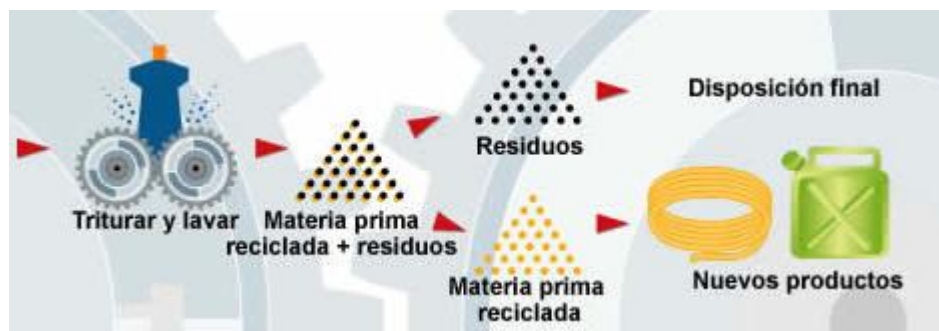 Triturar y lavar
Materia prima
reciclada + residuos
Residuos
Disposición final
Materia prima
reciclada
Nuevos productos